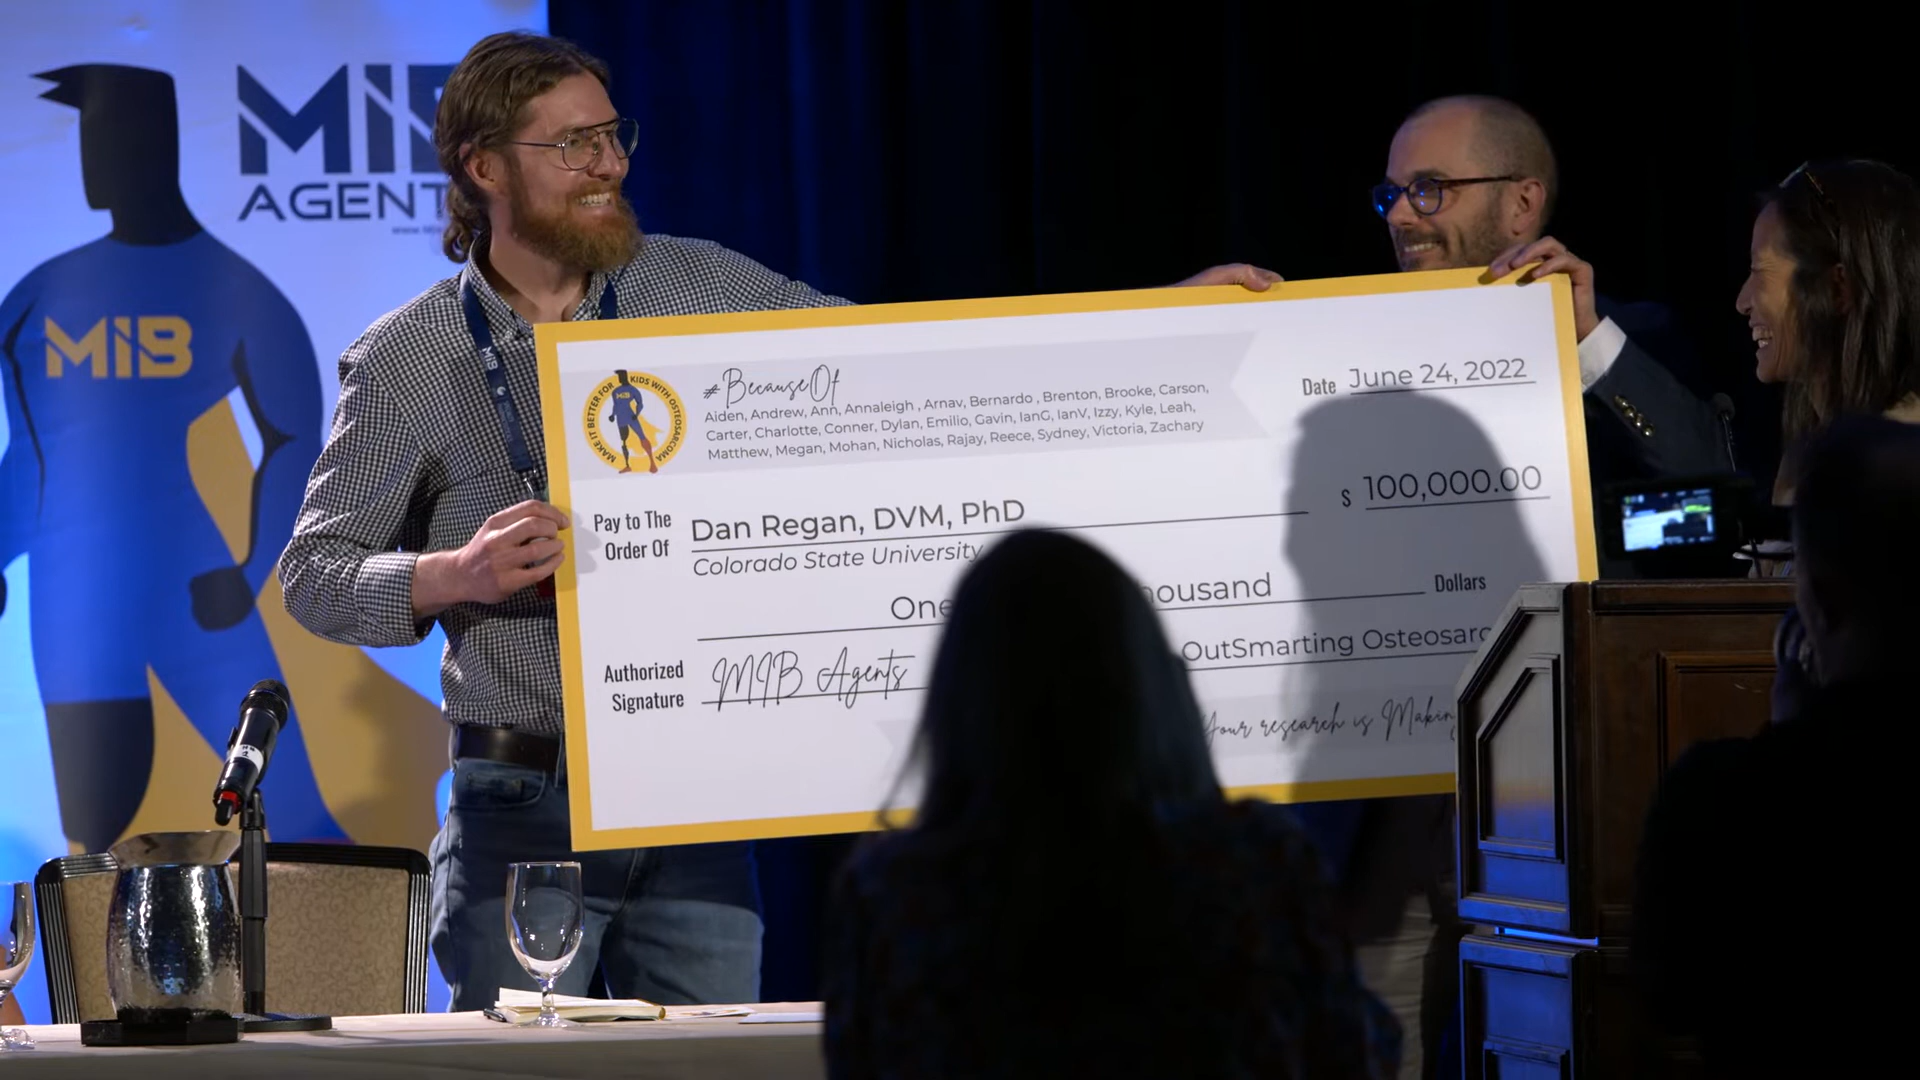 MIB
AGENT
MIB
MIB
#BecauseOf
Aiden, Andrew, Ann, Annaleigh , Arnav, Bernardo , Brenton, Brooke, Carson,
Carter, Charlotte, Conner, Dylan, Emilio, Gavin, IanG, IanV, Izzy, Kyle, Leah,
Matthew, Megan, Mohan, Nicholas, Rajay, Reece, Sydney, Victoria, Zachary
MAKE IT BETTER FOR KIDS WITH OSTEOSARCOMA
MIB
Date June 24, 2022
$ 100,000.00
Pay to The
Order Of
Dan Regan, DVM, PhD
Colorado State University
One
Dollars
Authorized
Signature
MIB Agents
OutSmarting
Your research is